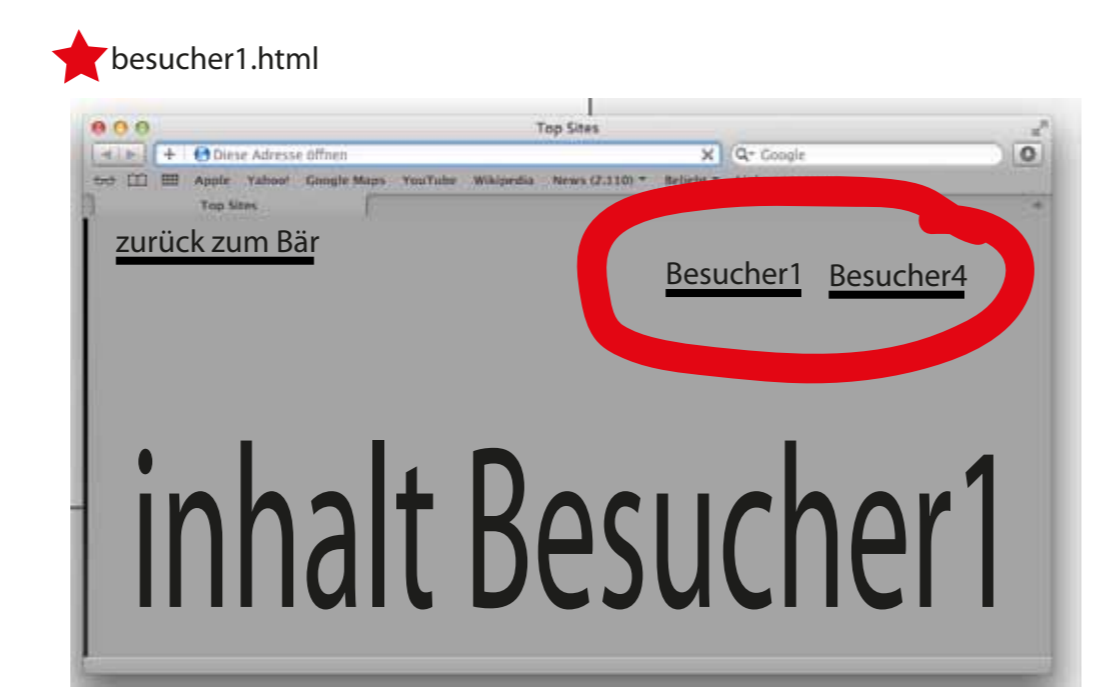 besucher1.html
Top Sites
Diese Adresse öffnen
Google
Apple Yahoo! Google Maps YouTube Wikipedia News (2.110) Beliebt
Top Sites
zurück zum Bär
Besucher1 Besucher4
inhalt Besucher1